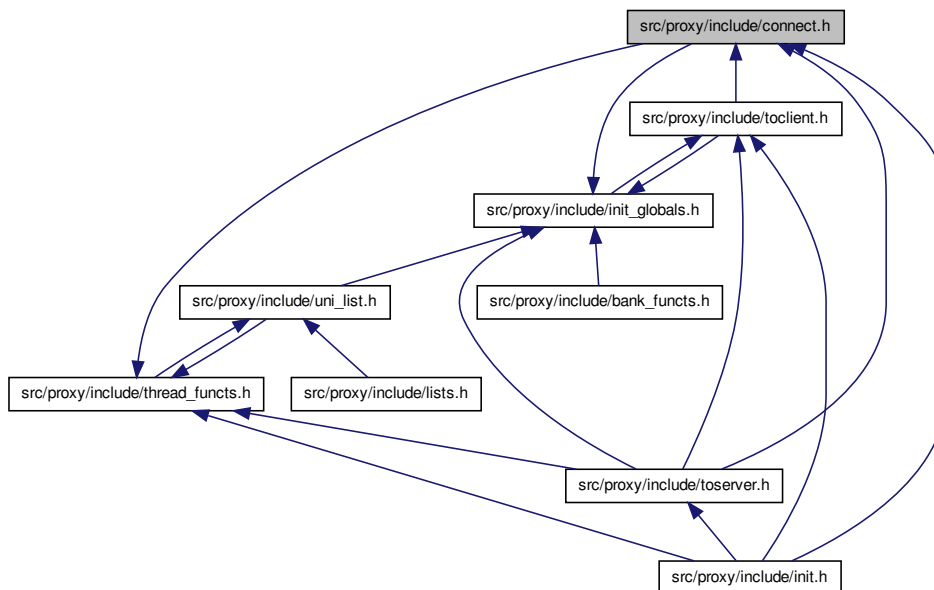 src/proxy/include/connect.h
src/proxy/include/toclient.h
src/proxy/include/init_globals.h
src/proxy/include/uni_list.h
src/proxy/include/bank_functs.h
src/proxy/include/thread_functs.h
src/proxy/include/lists.h
src/proxy/include/toserver.h
src/proxy/include/init.h